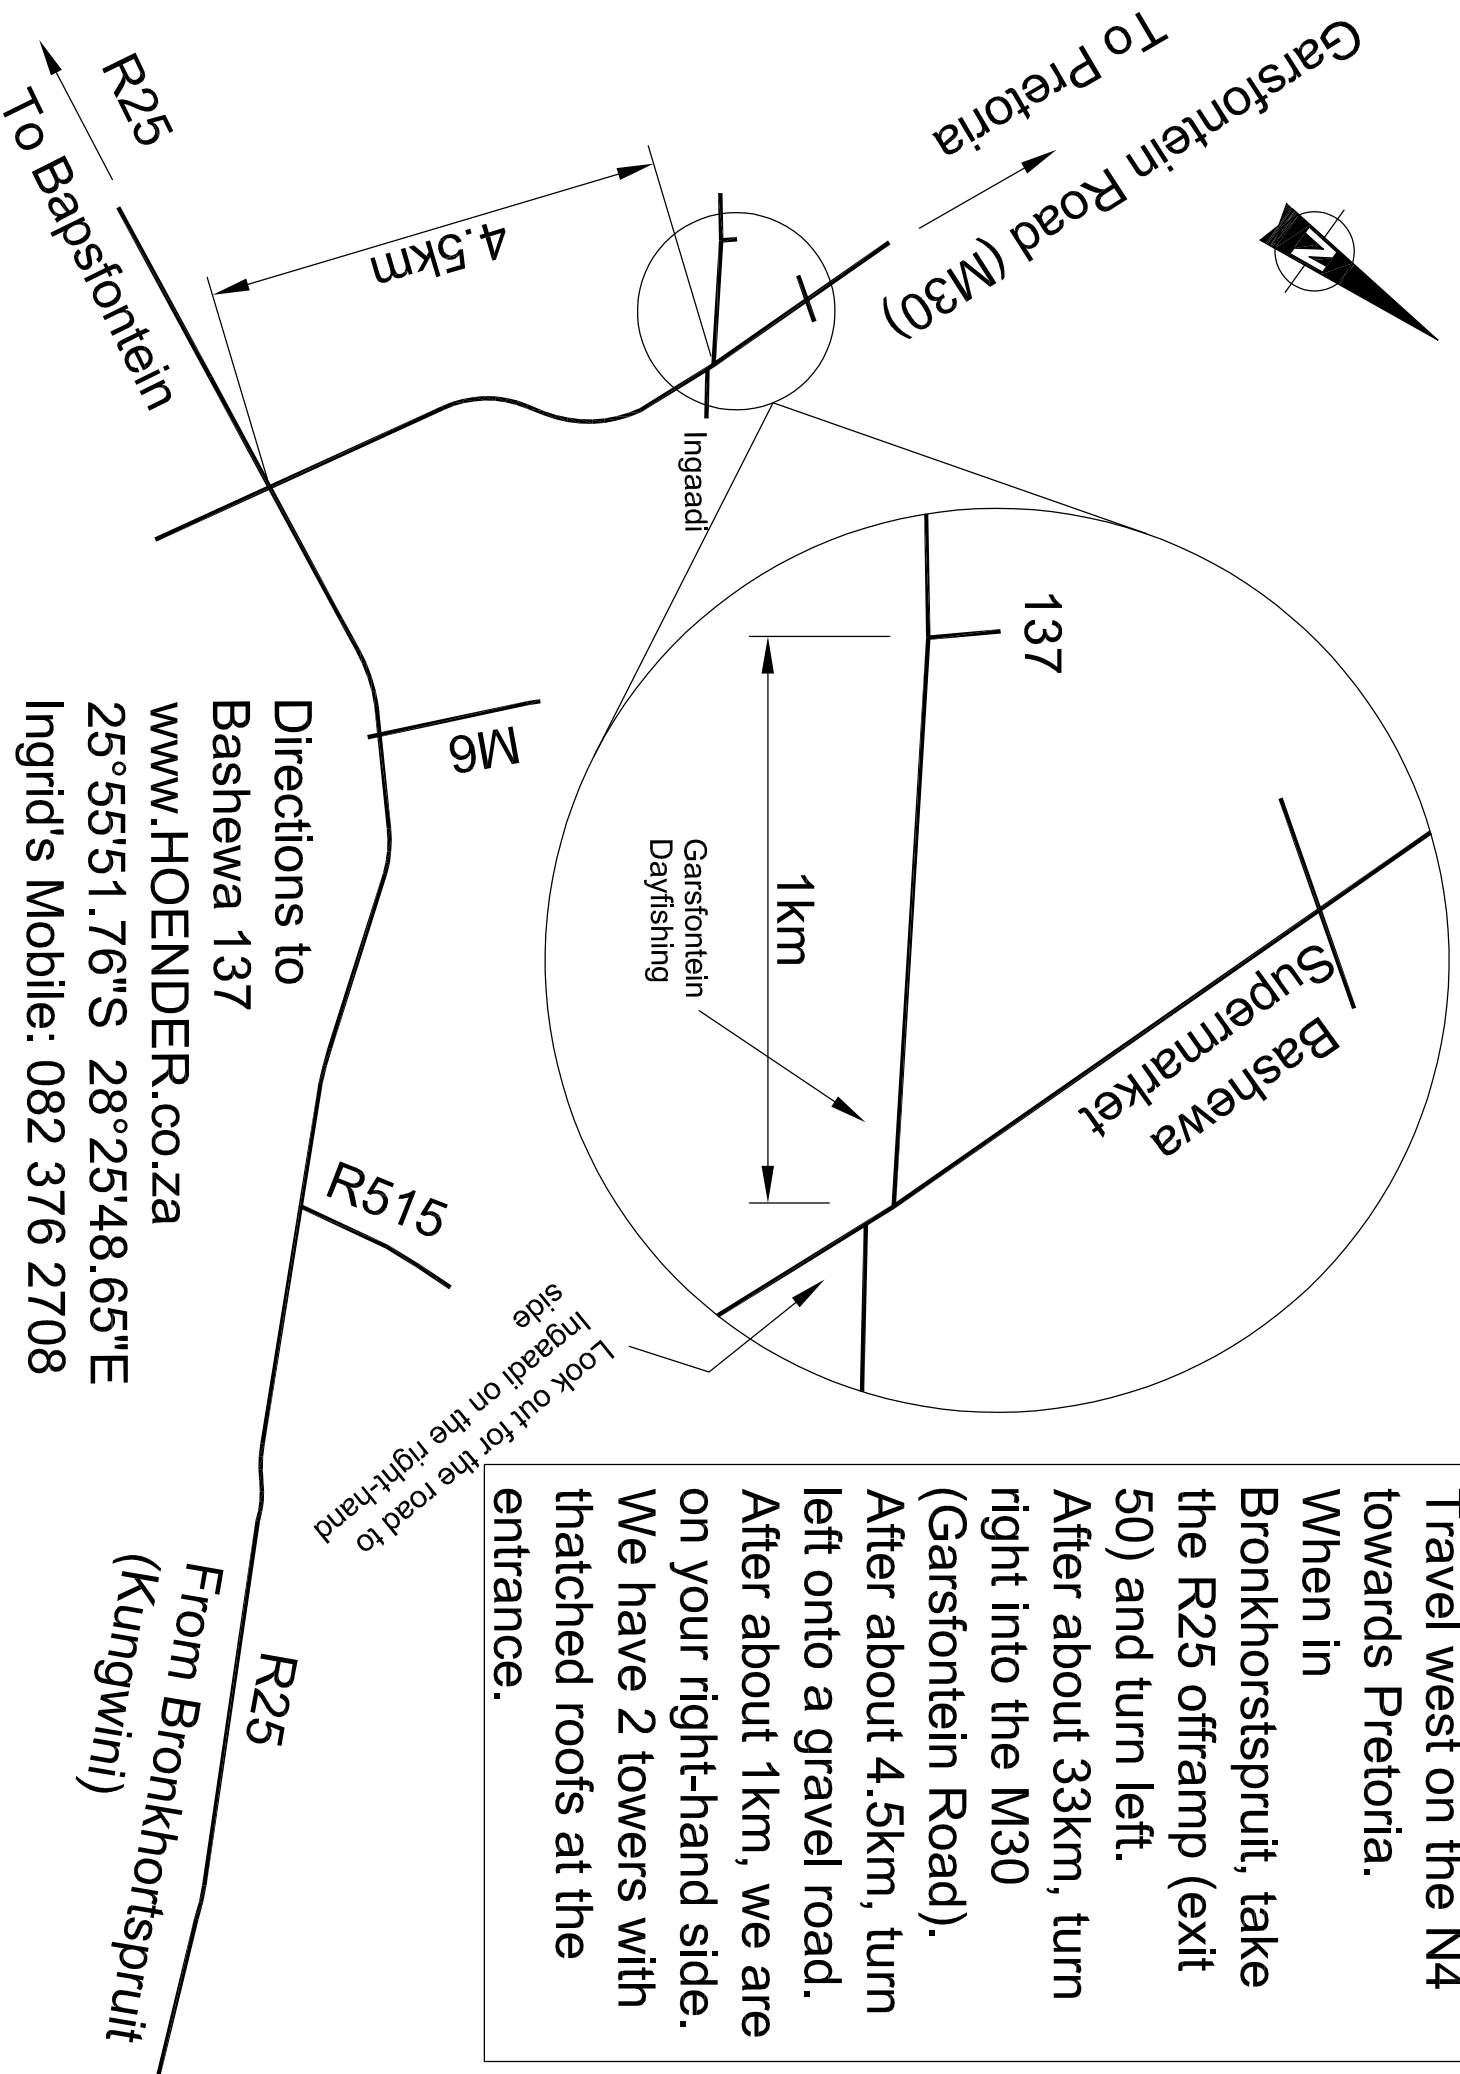 Garsfontein Road (M30)
To Pretoria
R25
To Bapsfontein
4.5km
N
Ingaadi
137
1km
Garsfontein
Dayfishing
Bashewa
Supermarket
M6
R515
Look out for the road to
Ingaadi on the right-hand
side
R25
From Bronkhortspruit
(Kungwini)
Directions to
Bashewa 137
www.HOENDER.co.za
25°55'51.76"S 28°25'48.65"E
Ingrid's Mobile: 082 376 2708
Travel west on the N4
towards Pretoria.
When in
Bronkhorstspruit, take
the R25 offramp (exit
50) and turn left.
After about 33km, turn
right into the M30
(Garsfontein Road).
After about 4.5km, turn
left onto a gravel road.
After about 1km, we are
on your right-hand side.
We have 2 towers with
thatched roofs at the
entrance.